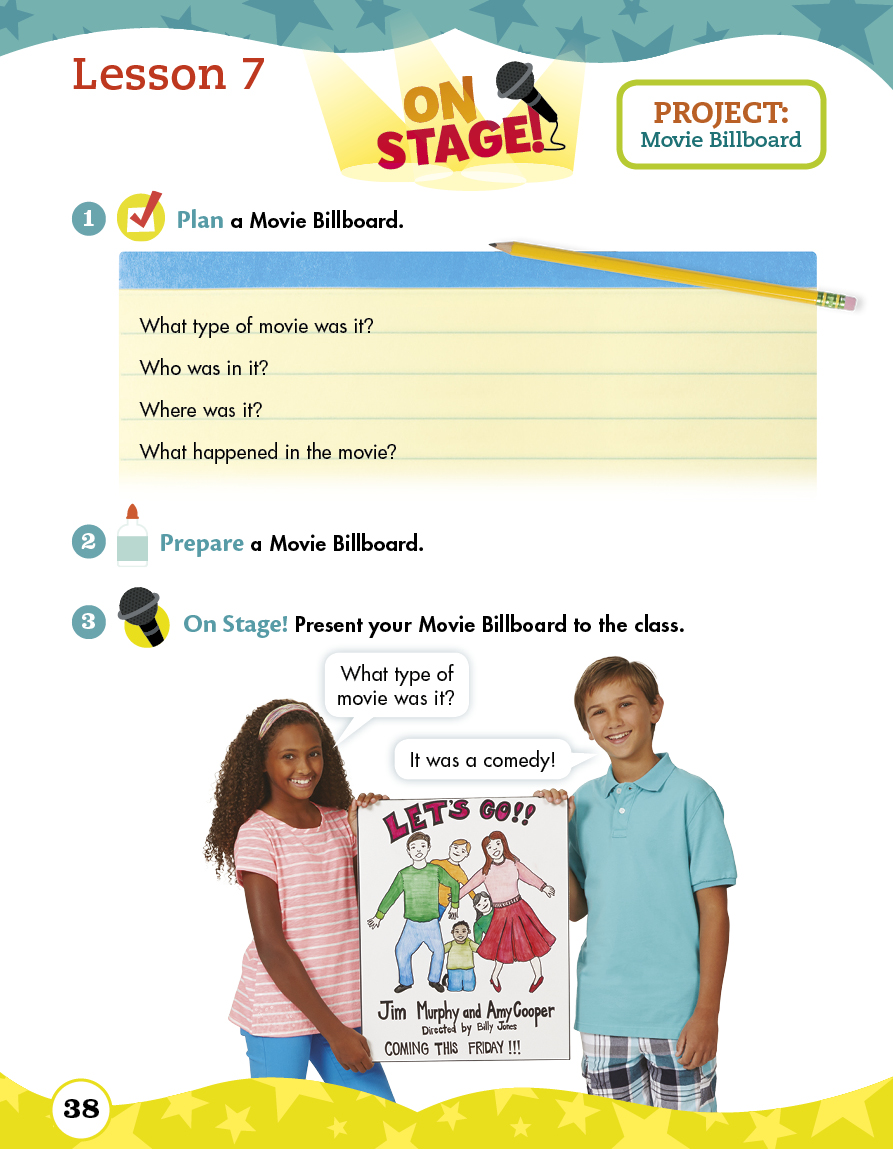 Lesson 7
ON
STAGE!
PROJECT:
Movie Billboard
1 Plan a Movie Billboard.
What type of movie was it?
Who was in it?
Where was it?
What happened in the movie?
2 Prepare a Movie Billboard.
3 On Stage! Present your Movie Billboard to the class.
What type of
movie was it?
It was a comedy!
LET'S GO!!
Jim Murphy and Amy Cooper
Directed by Billy Jones
COMING THIS FRIDAY !!!
38